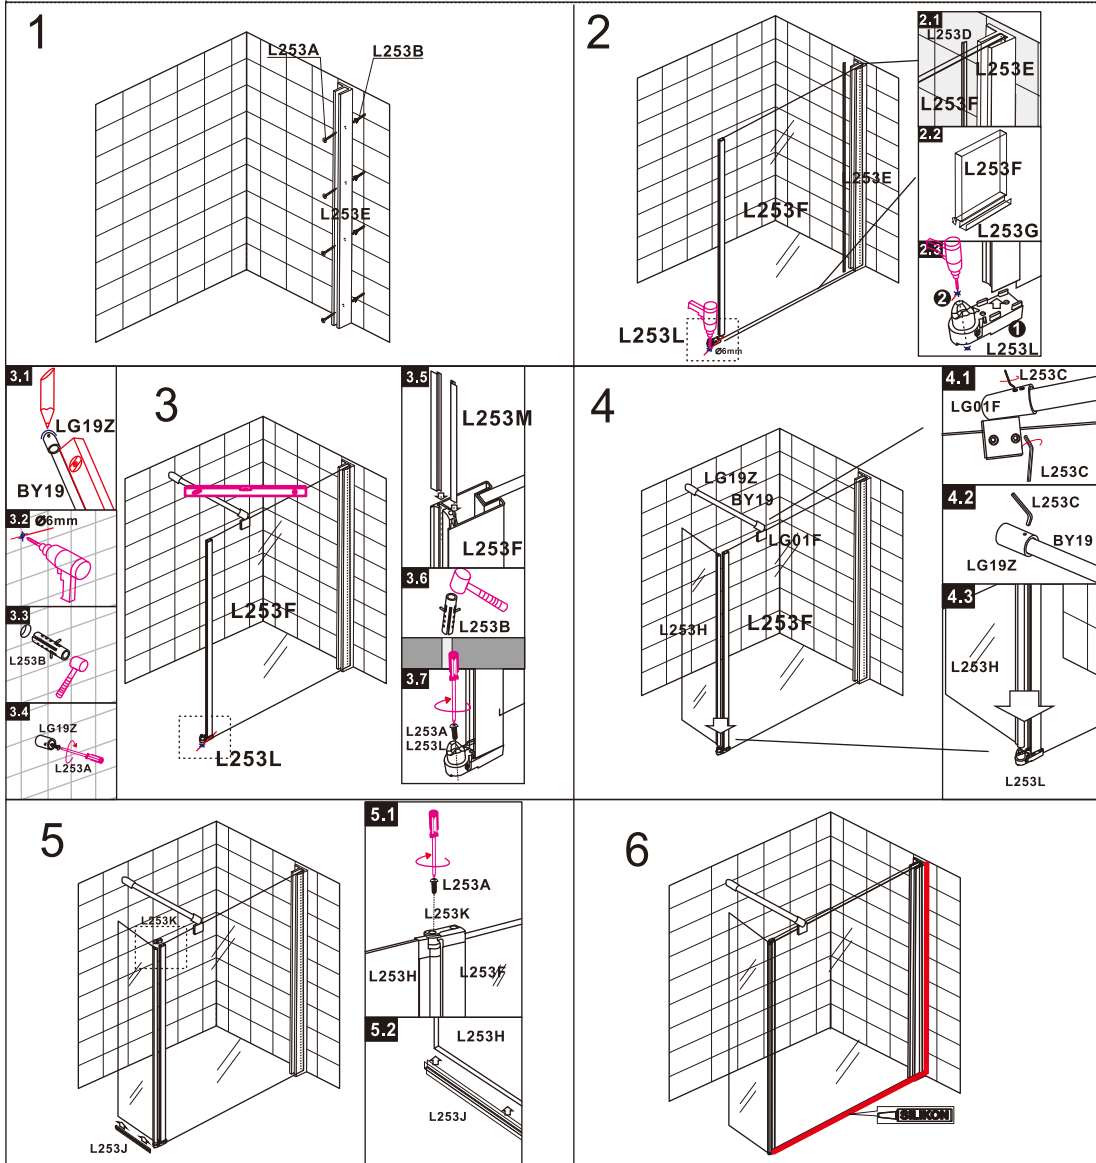 1
L253A
L253B
L253E
2
L253F
L253E
L253L
Ø6mm
2.1
L253D
L253E
L253F
2.2
L253F
L253G
2.3
2
1
L253L
3.1
LG19Z
BY19
3.2
Ø6mm
3.3
L253B
3.4
LG19Z
L253A
3
L253F
L253L
3.5
L253M
L253F
3.6
L253B
3.7
L253A
L253L
4
LG19Z
BY19
LG01F
L253H
L253F
4.1
L253C
LG01F
L253C
4.2
L253C
BY19
LG19Z
4.3
L253H
L253L
5
L253K
L253J
5.1
L253A
L253K
L253H
L253F
5.2
L253H
L253J
6
SILIKON